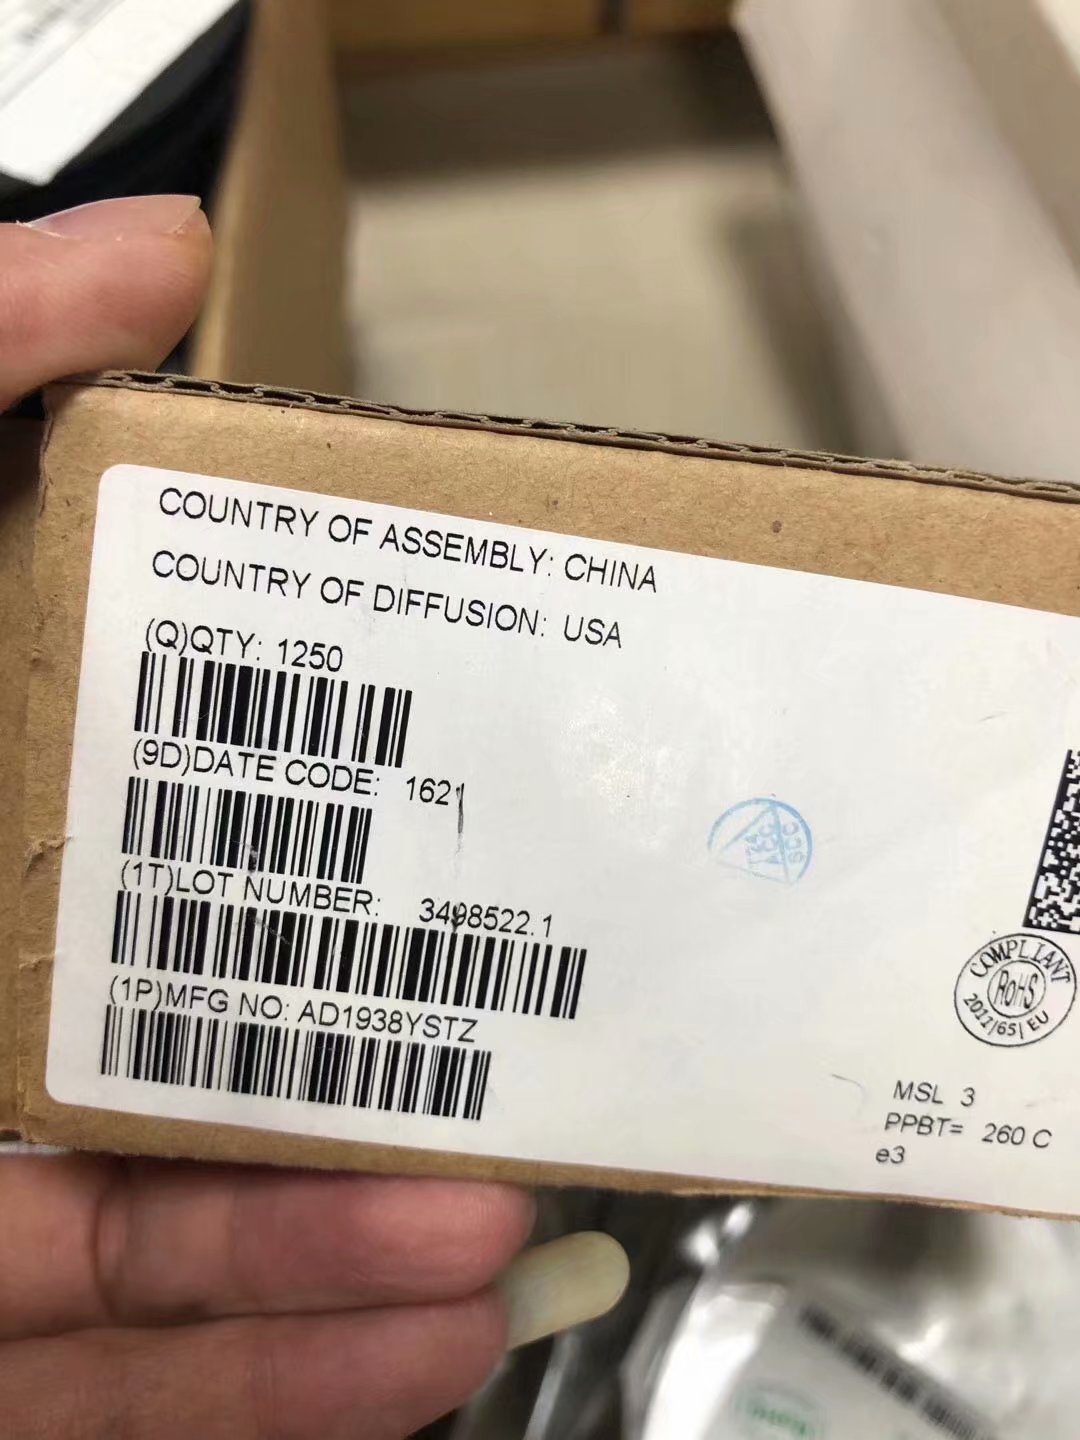 COUNTRY OF ASSEMBLY: CHINA
COUNTRY OF DIFFUSION: USA
(Q)QTY: 1250
(9D)DATE CODE: 1621
(1T)LOT NUMBER: 3498522.1
(1P)MFG NO: AD1938YSTZ
COMPLIANT
RoHS
2011/65/EU
MSL 3
PPBT= 260 C
e3